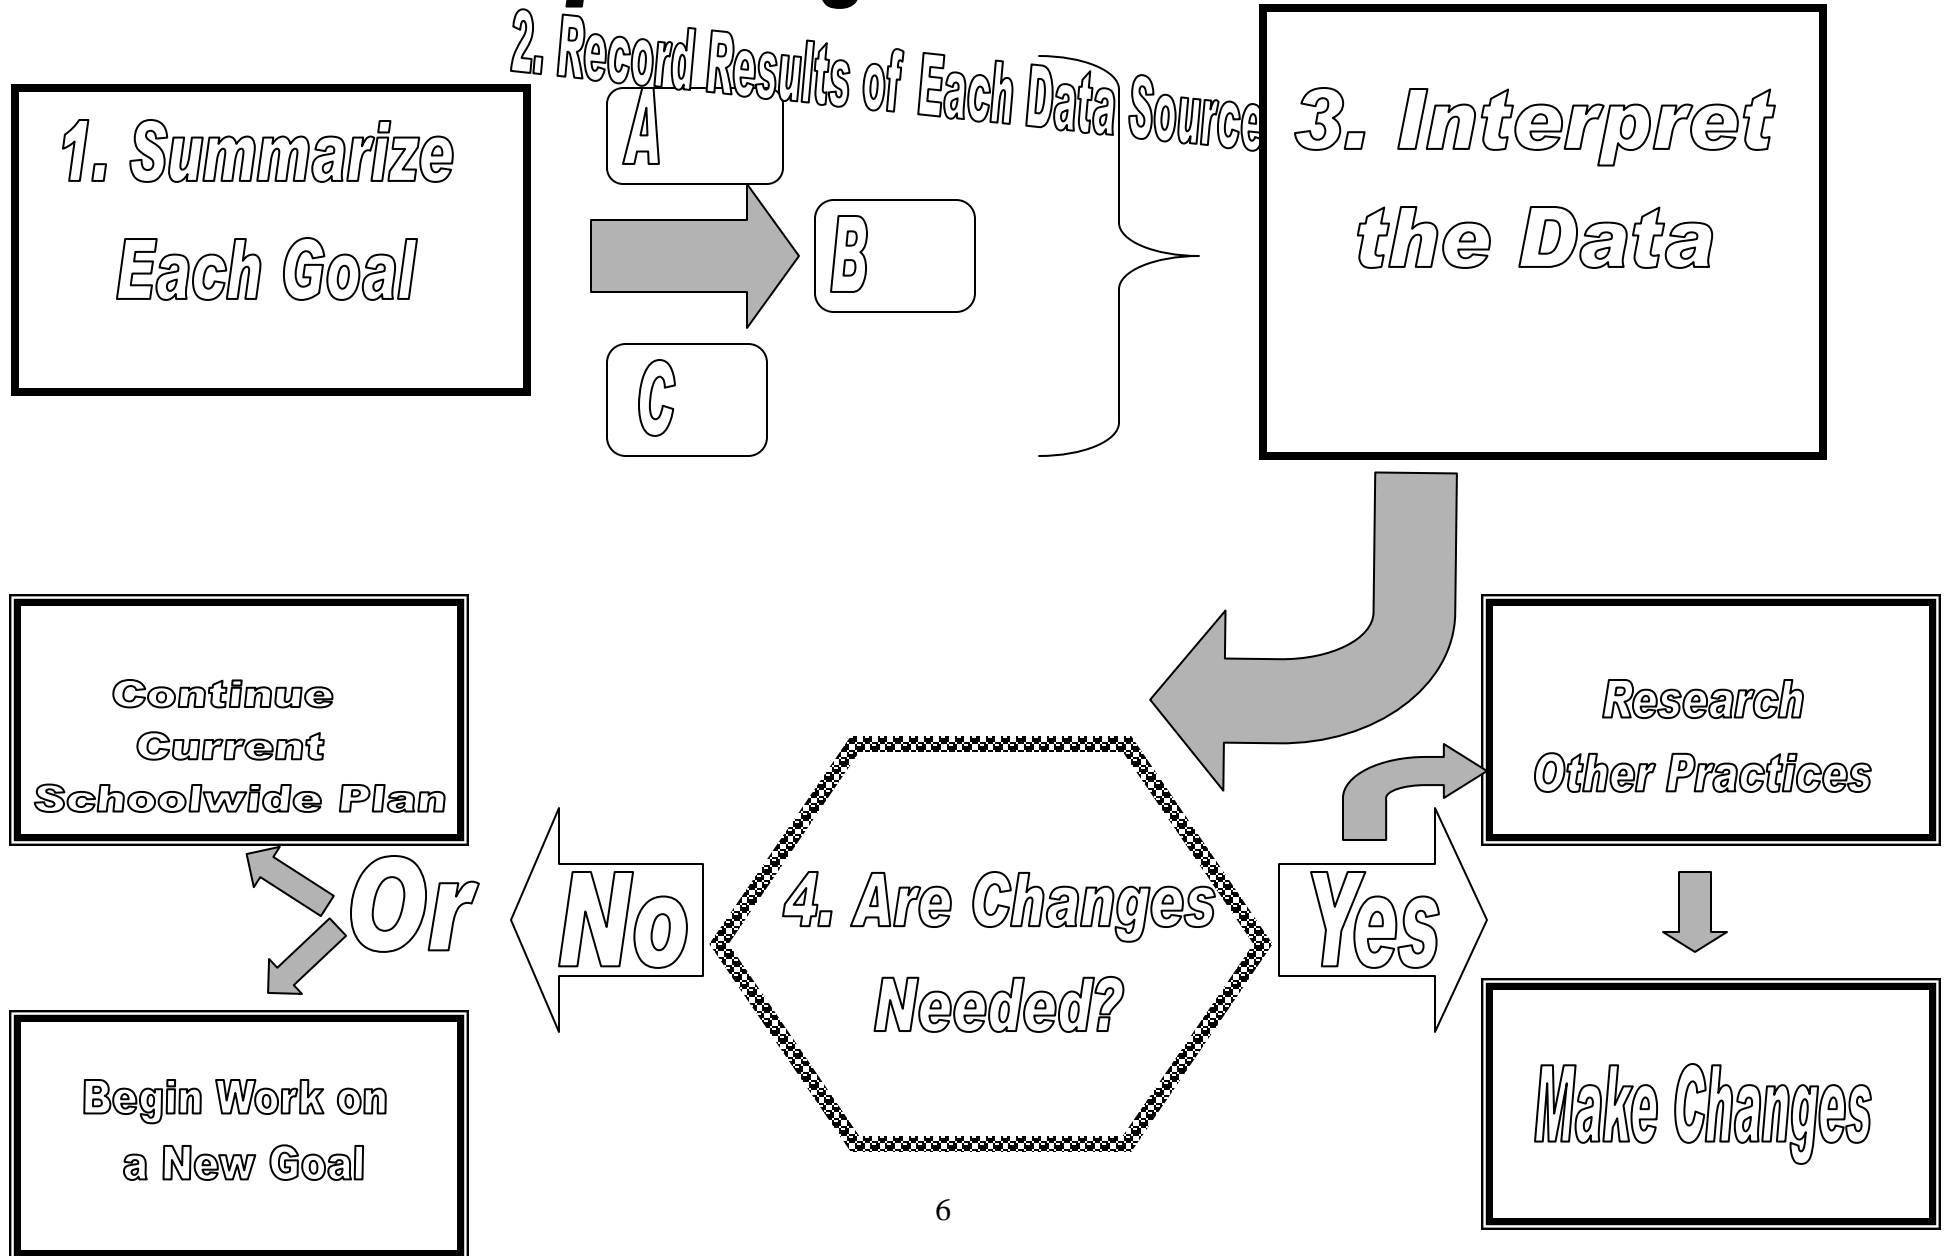 2. Record Results of Each Data Source
1. Summarize
Each Goal
A
B
C
3. Interpret
the Data
Continue
Current
Schoolwide Plan
Or
No
4. Are Changes
Needed?
Yes
Research
Other Practices
Begin Work on
a New Goal
Make Changes
6